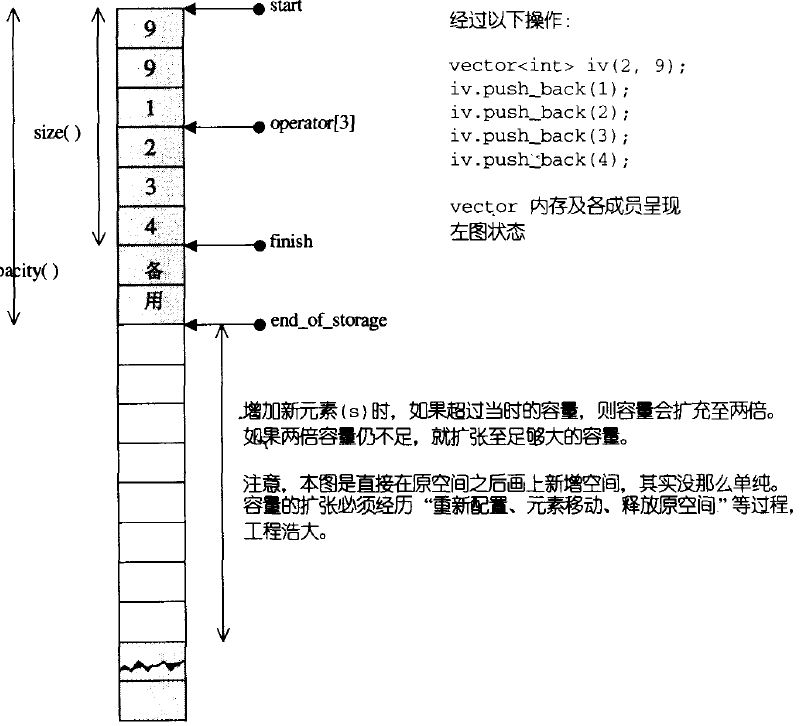 start
9
9
1
operator[3]
size( )
2
3
4
finish
pacity( )
备
用
end_of_storage
经过以下操作:
vector<int> iv(2, 9);
iv.push_back(1);
iv.push_back(2);
iv.push_back(3);
iv.push_back(4);
vector 内存及各成员呈现
左图状态
增加新元素(s)时，如果超过当时的容量，则容量会扩充至两倍。
如果两倍容量仍不足，就扩张至足够大的容量。
注意，本图是直接在原空间之后画上新增空间，其实没那么单纯。
容量的扩张必须经历“重新配置、元素移动、释放原空间”等过程，
工程浩大。